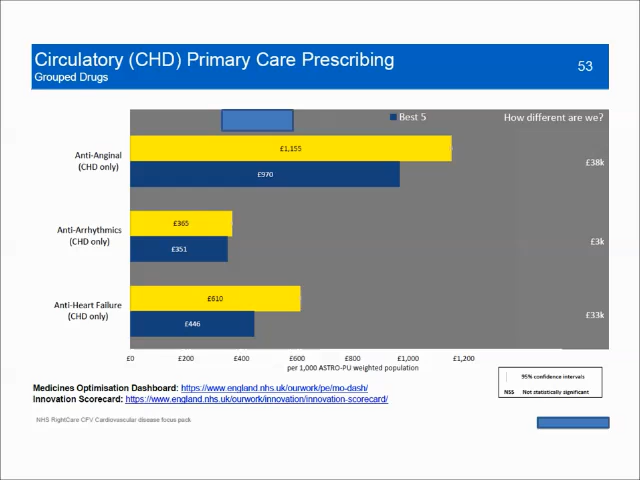 Circulatory (CHD) Primary Care Prescribing
Grouped Drugs
53
Best 5
How different are we?
Anti-Anginal
(CHD only)
£1,155
£970
£38k
Anti-Arrhythmics
(CHD only)
£365
£351
£3k
Anti-Heart Failure
(CHD only)
£610
£446
£33k
£0 £200 £400 £600 £800 £1,000 £1,200
per 1,000 ASTRO-PU weighted population
95% confidence intervals
NSS Not statistically significant
Medicines Optimisation Dashboard: https://www.england.nhs.uk/ourwork/pe/mo-dash/
Innovation Scorecard: https://www.england.nhs.uk/ourwork/innovation/innovation-scorecard/
NHS RightCare CFV Cardiovascular disease focus pack